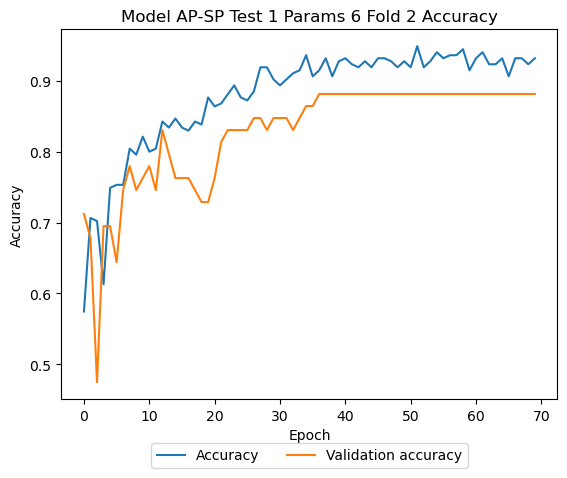 Model AP-SP Test 1 Params 6 Fold 2 Accuracy
Accuracy
0.9
0.8
0.7
0.6
0.5
0 10 20 30 40 50 60 70
Epoch
Accuracy Validation accuracy